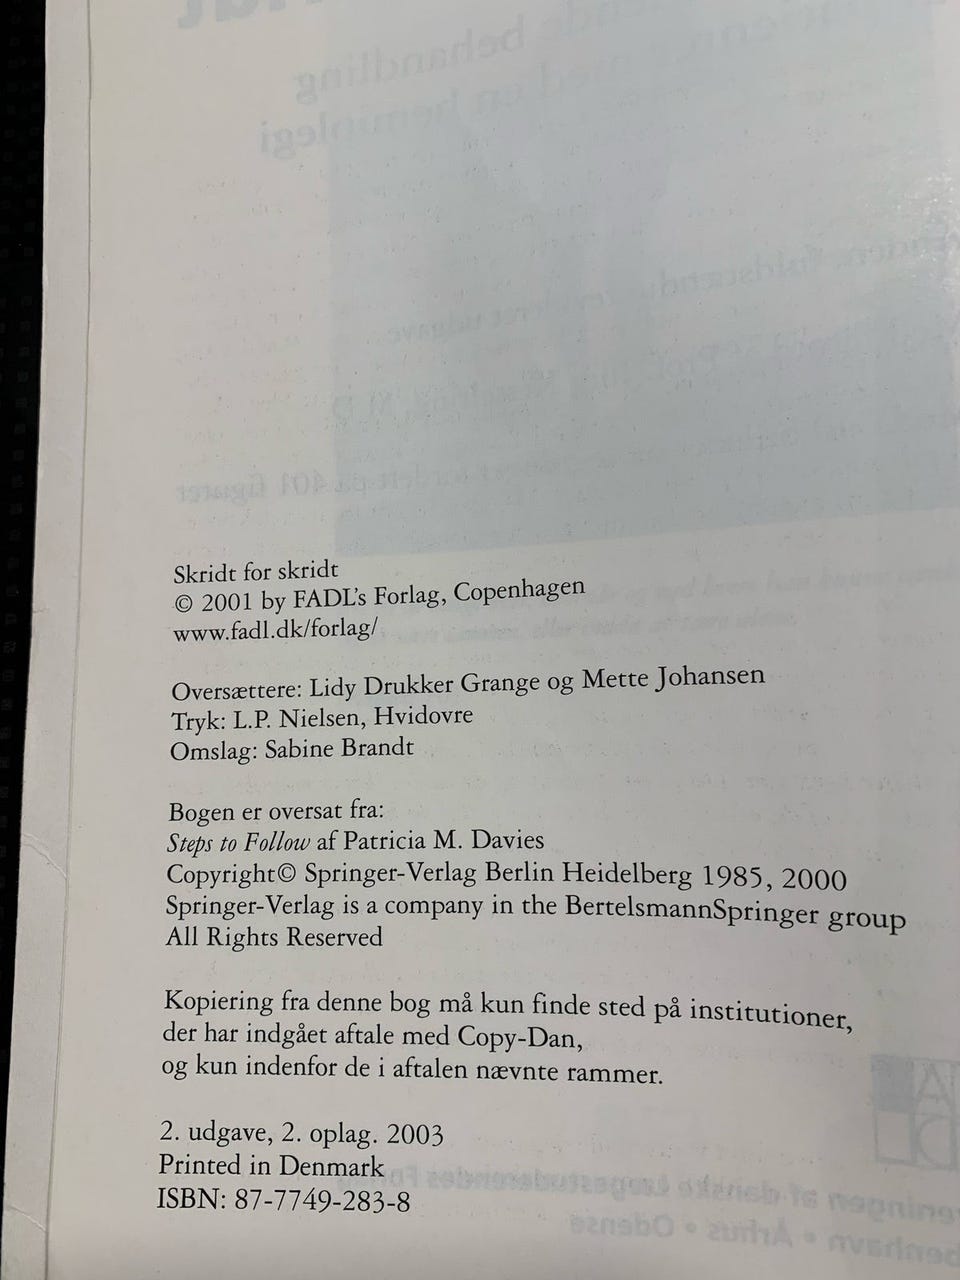 Skridt for skridt
© 2001 by FADL's Forlag, Copenhagen
www.fadl.dk/forlag/
Oversættere: Lidy Drukker Grange og Mette Johansen
Tryk: L.P. Nielsen, Hvidovre
Omslag: Sabine Brandt
Bogen er oversat fra:
Steps to Follow af Patricia M. Davies
Copyright© Springer-Verlag Berlin Heidelberg 1985, 2000
Springer-Verlag is a company in the BertelsmannSpringer group
All Rights Reserved
Kopiering fra denne bog må kun finde sted på institutioner,
der har indgået aftale med Copy-Dan,
og kun indenfor de i aftalen nævnte rammer.
2. udgave, 2. oplag. 2003
Printed in Denmark
ISBN: 87-7749-283-8